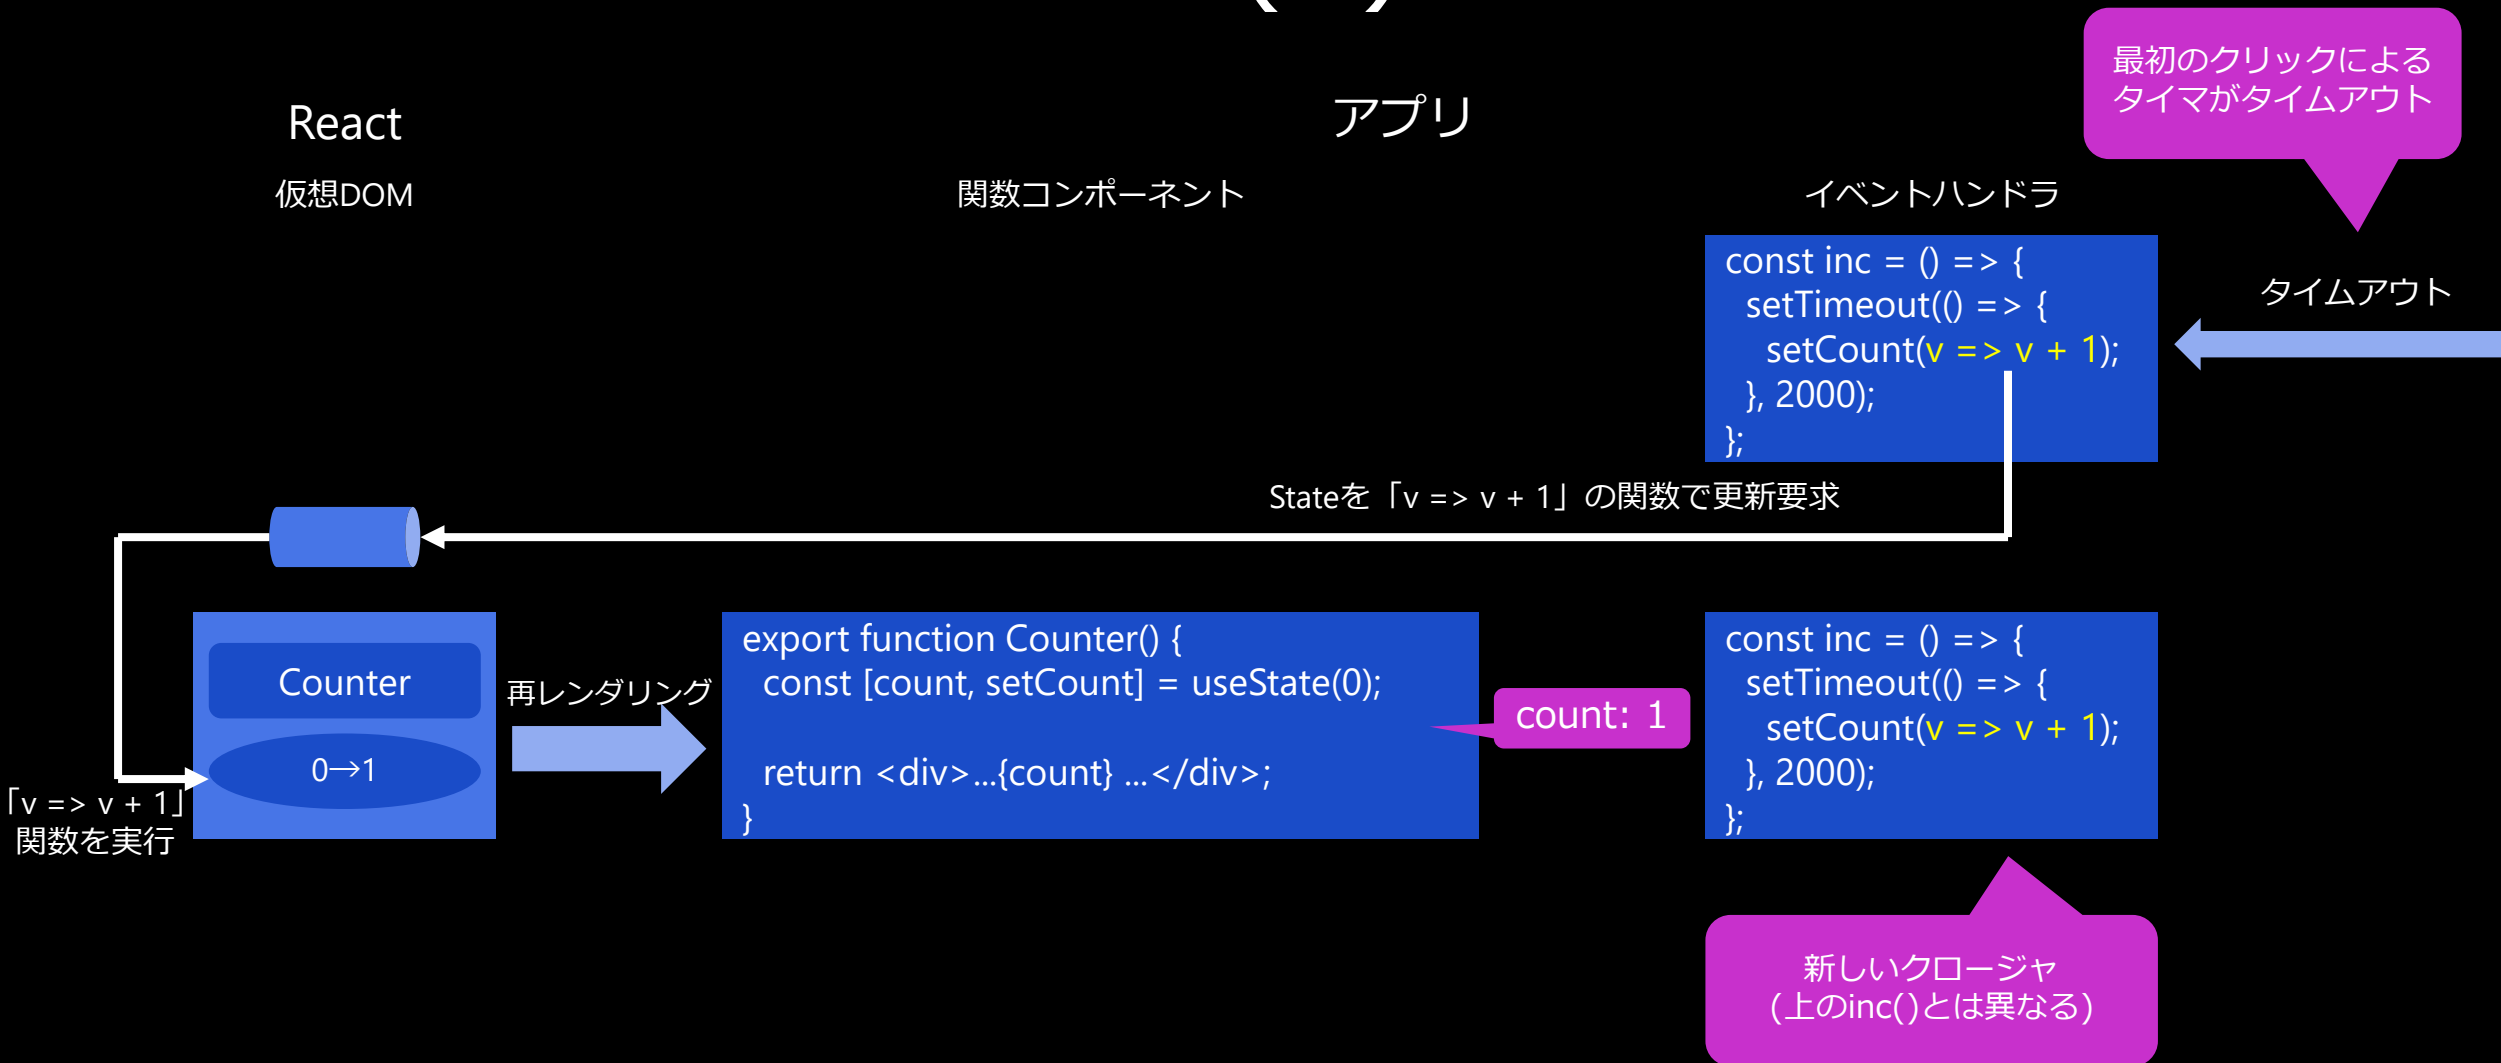 最初のクリックによる
タイマがタイムアウト
React
アプリ
仮想DOM
関数コンポーネント
イベントハンドラ
const inc = () => {
setTimeout(() => {
setCount(v => v + 1);
}, 2000);
};
タイムアウト
Stateを「v => v + 1」の関数で更新要求
Counter
0→1
「v => v + 1」
関数を実行
再レンダリング
export function Counter() {
const [count, setCount] = useState(0);
return <div>...{count} ...</div>;
}
count: 1
const inc = () => {
setTimeout(() => {
setCount(v => v + 1);
}, 2000);
};
新しいクロージャ
（上のinc()とは異なる）